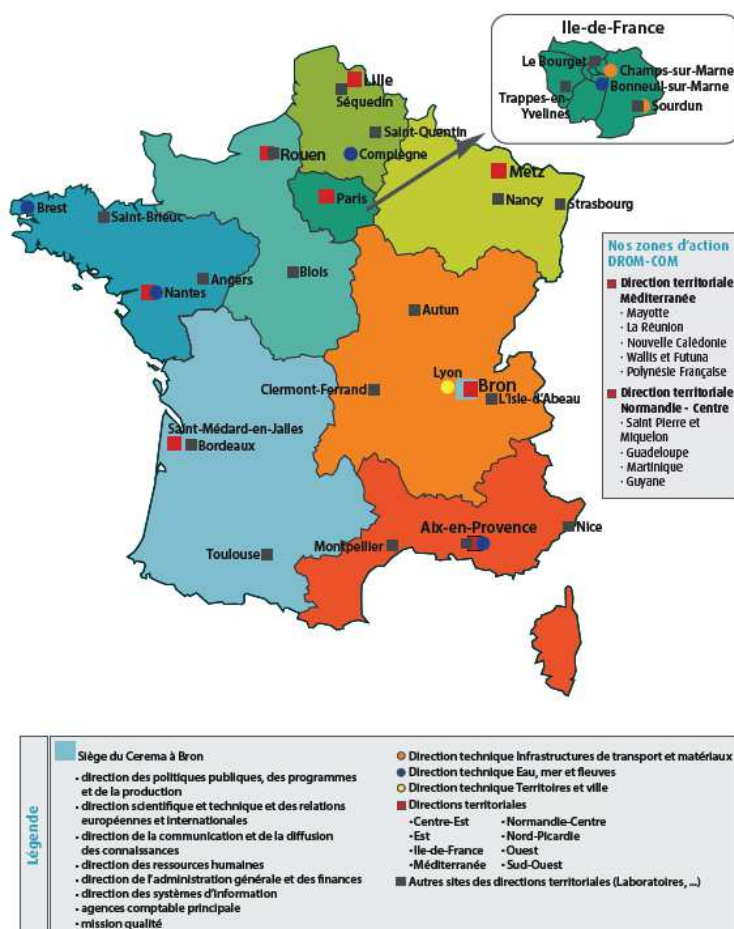 Ile-de-France
Le Bourget
Champs-sur-Marne
Bonneuil-sur-Marne
Trappes-en-
Yvelines
Sourdun
Lille
Séquedin
Saint-Quentin
Rouen
Compiègne
Metz
Paris
Nancy
Strasbourg
Brest
Saint-Brieuc
Angers
Blois
Nantes
Autun
Lyon
Clermont-Ferrand
Bron
L'Isle-d'Abeau
Saint-Médard-en-Jalles
Bordeaux
Aix-en-Provence
Nice
Toulouse
Montpellier
Nos zones d'action
DROM-COM
Direction territoriale
Méditerranée
· Mayotte
· La Réunion
· Nouvelle Calédonie
· Wallis et Futuna
· Polynésie Française
Direction territoriale
Normandie - Centre
· Saint Pierre et
Miquelon
· Guadeloupe
· Martinique
· Guyane
Légende
Siège du Cerema à Bron
• direction des politiques publiques, des programmes
et de la production
• direction scientifique et technique et des relations
européennes et internationales
• direction de la communication et de la diffusion
des connaissances
• direction des ressources humaines
• direction de l'administration générale et des finances
• direction des systèmes d'information
• agences comptable principale
• mission qualité
Direction technique Infrastructures de transport et matériaux
Direction technique Eau, mer et fleuves
Direction technique Territoires et ville
Directions territoriales
•Centre-Est •Normandie-Centre
•Est •Nord-Picardie
•Ile-de-France •Ouest
•Méditerranée •Sud-Ouest
Autres sites des directions territoriales (Laboratoires, ...)